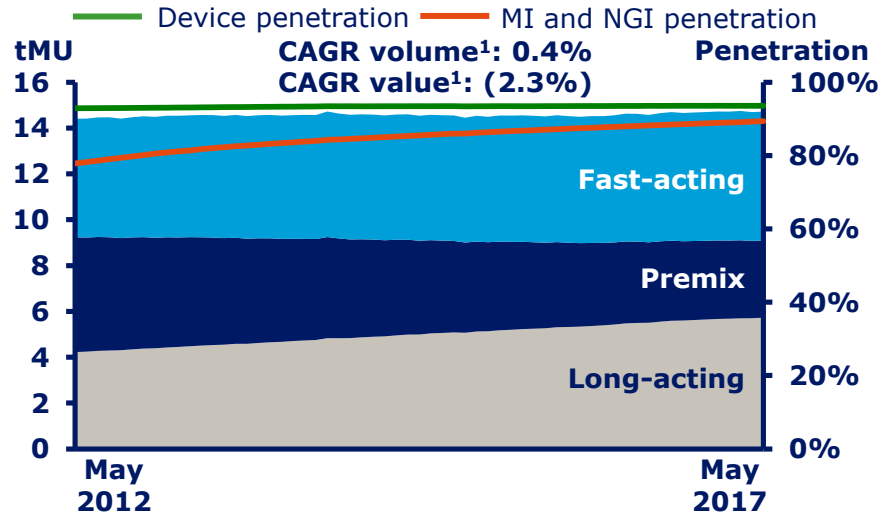 Device penetration MI and NGI penetration
tMU CAGR volume¹: 0.4% Penetration
CAGR value¹: (2.3%)
16 100%
14
80%
12
Fast-acting
10
60%
8
Premix
6
40%
4
Long-acting
20%
2
0 0%
May May
2012 2017